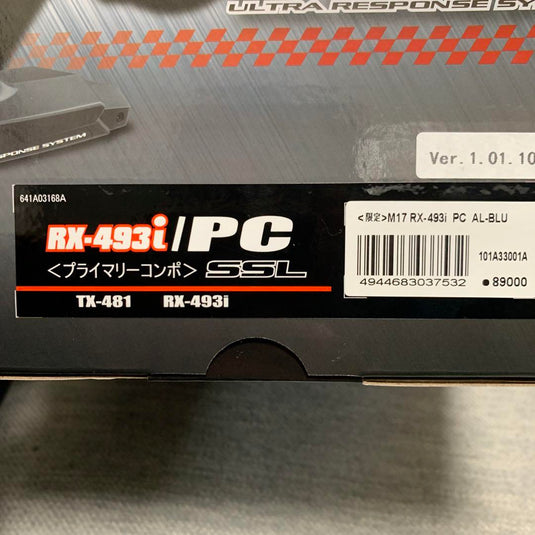 ULTRA RESPONSE SY
PONSE SYSTEM
Ver.1.01.10
641A03168A
RX-493i/PC
＜プライマリーコンポ＞ SSL
TX-481 RX-493i
＜限定＞M17 RX-493i PC AL-BLU
101A33001A
4944683037532
●89000